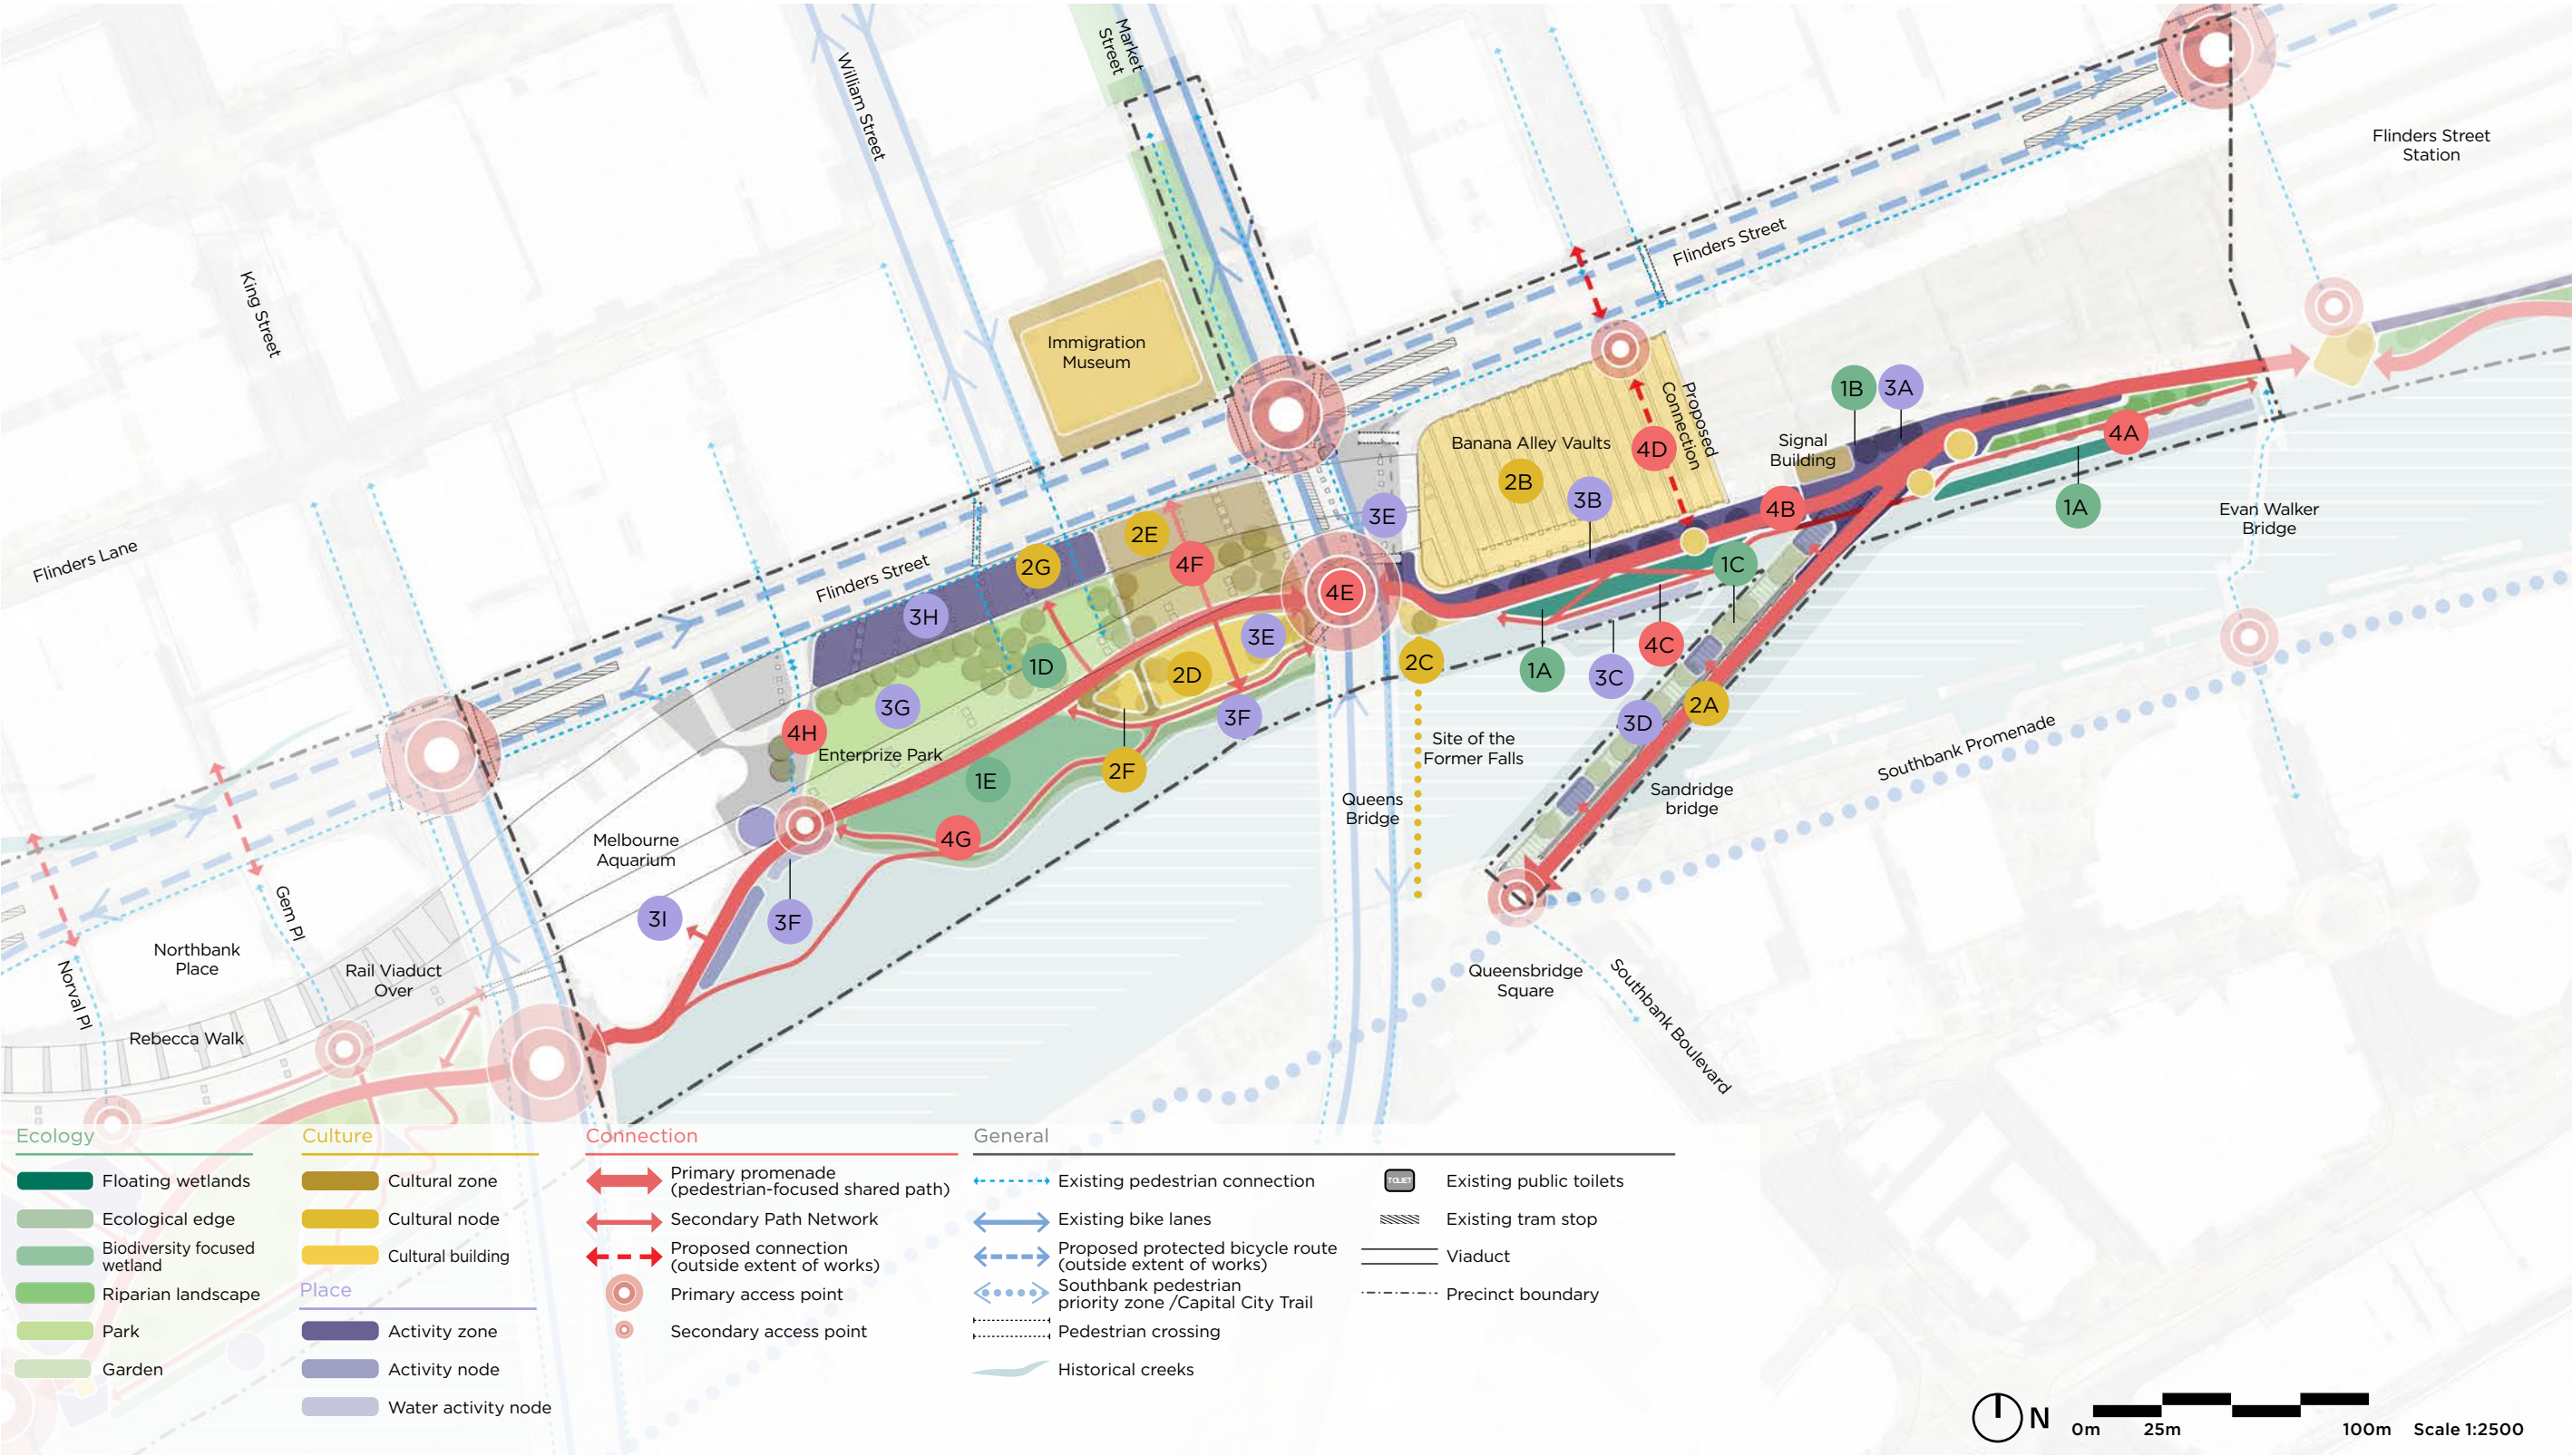 Market
Street
William Street
King Street
Flinders Lane
Flinders Street
Station
Flinders Street
Immigration
Museum
1B
3A
Signal
Building
4A
Banana Alley Vaults
Proposed
Connection
4D
2B
3B
4B
1A
3E
Evan Walker
Bridge
2E
2G
4F
1C
4E
Flinders Street
3H
3E
1D
2D
2C
1A
3C
4C
3G
3F
3D
2A
4H
Enterprize Park
1E
2F
Site of the
Former Falls
Southbank Promenade
Queens
Bridge
Sandridge
bridge
4G
Melbourne
Aquarium
3I
3F
Gem Pl
Northbank
Place
Norval Pl
Rail Viaduct
Over
Rebecca Walk
Queensbridge
Square
Southbank Boulevard
Ecology
Floating wetlands
Ecological edge
Biodiversity focused
wetland
Riparian landscape
Park
Garden
Culture
Cultural zone
Cultural node
Cultural building
Place
Activity zone
Activity node
Water activity node
Connection
Primary promenade
(pedestrian-focused shared path)
Secondary Path Network
Proposed connection
(outside extent of works)
Primary access point
Secondary access point
General
Existing pedestrian connection
Existing bike lanes
Proposed protected bicycle route
(outside extent of works)
Southbank pedestrian
priority zone /Capital City Trail
Pedestrian crossing
Historical creeks
TOILET
Existing public toilets
Existing tram stop
Viaduct
Precinct boundary
N
0m 25m 100m Scale 1:2500